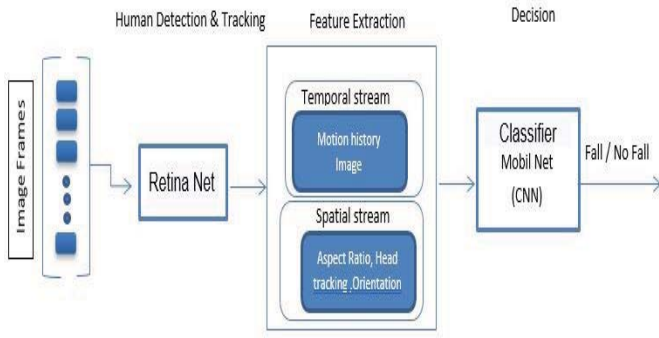 Human Detection & Tracking
Feature Extraction
Decision
Image Frames
Retina Net
Temporal stream
Motion history
Image
Spatial stream
Aspect Ratio, Head
tracking ,Orientation
Classifier
Mobil Net
(CNN)
Fall / No Fall